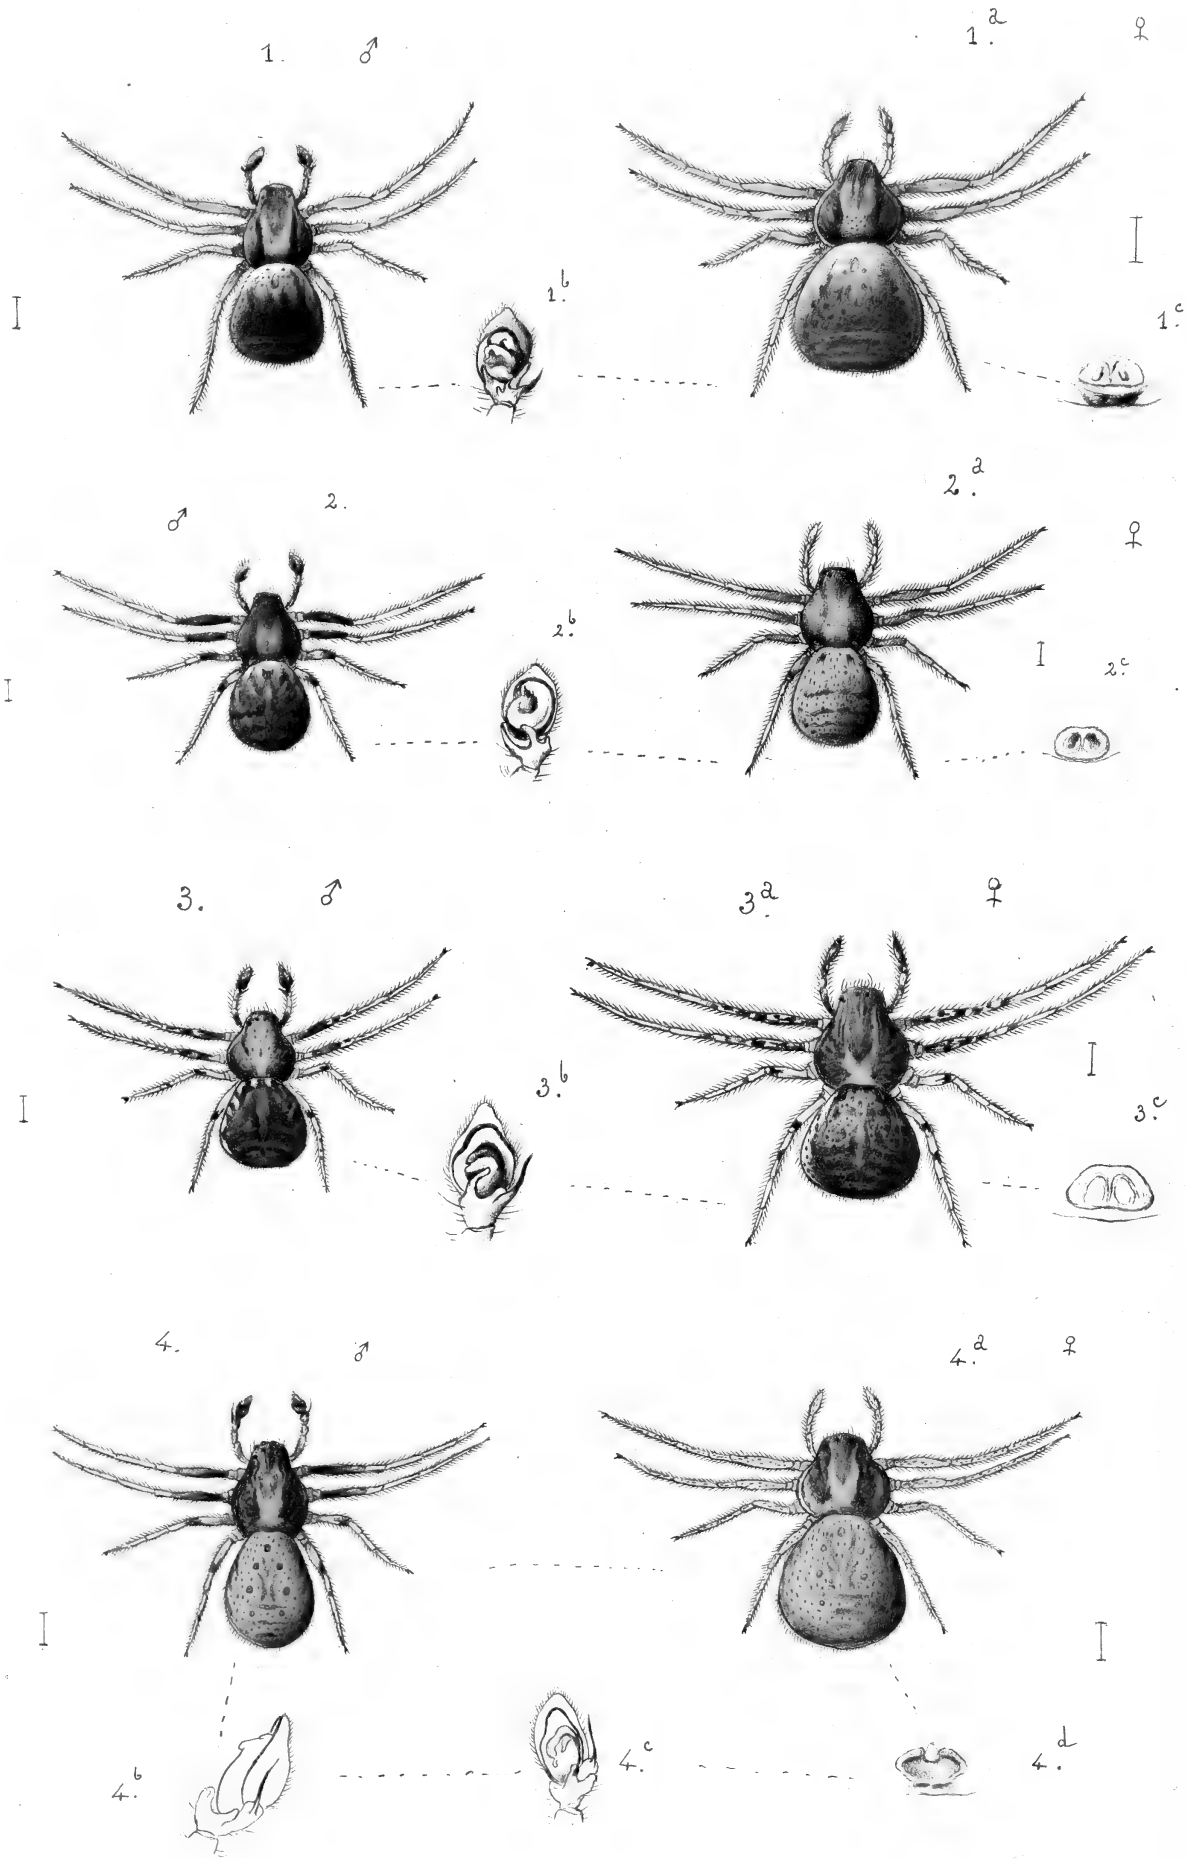 1. ♂
1.a ♀
1.b
1.c
♂ 2.
2.a ♀
2.b
2.c
3. ♂
3.a ♀
3.b
3.c
4. ♂
4.a ♀
4.b
4.c
4.d